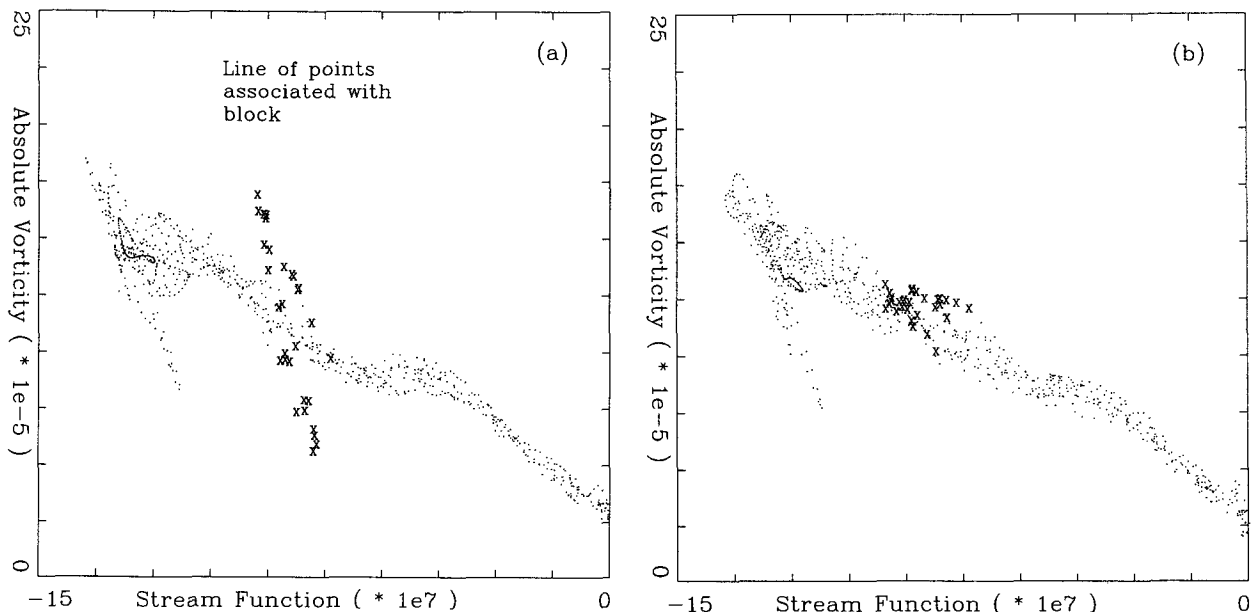 25
(a)
Line of points
associated with
block
Absolute Vorticity ( * 1e-5)
0
-15
Stream Function ( * 1e7)
0
25
(b)
Absolute Vorticity ( * 1e-5)
0
-15
Stream Function ( * 1e7)
0